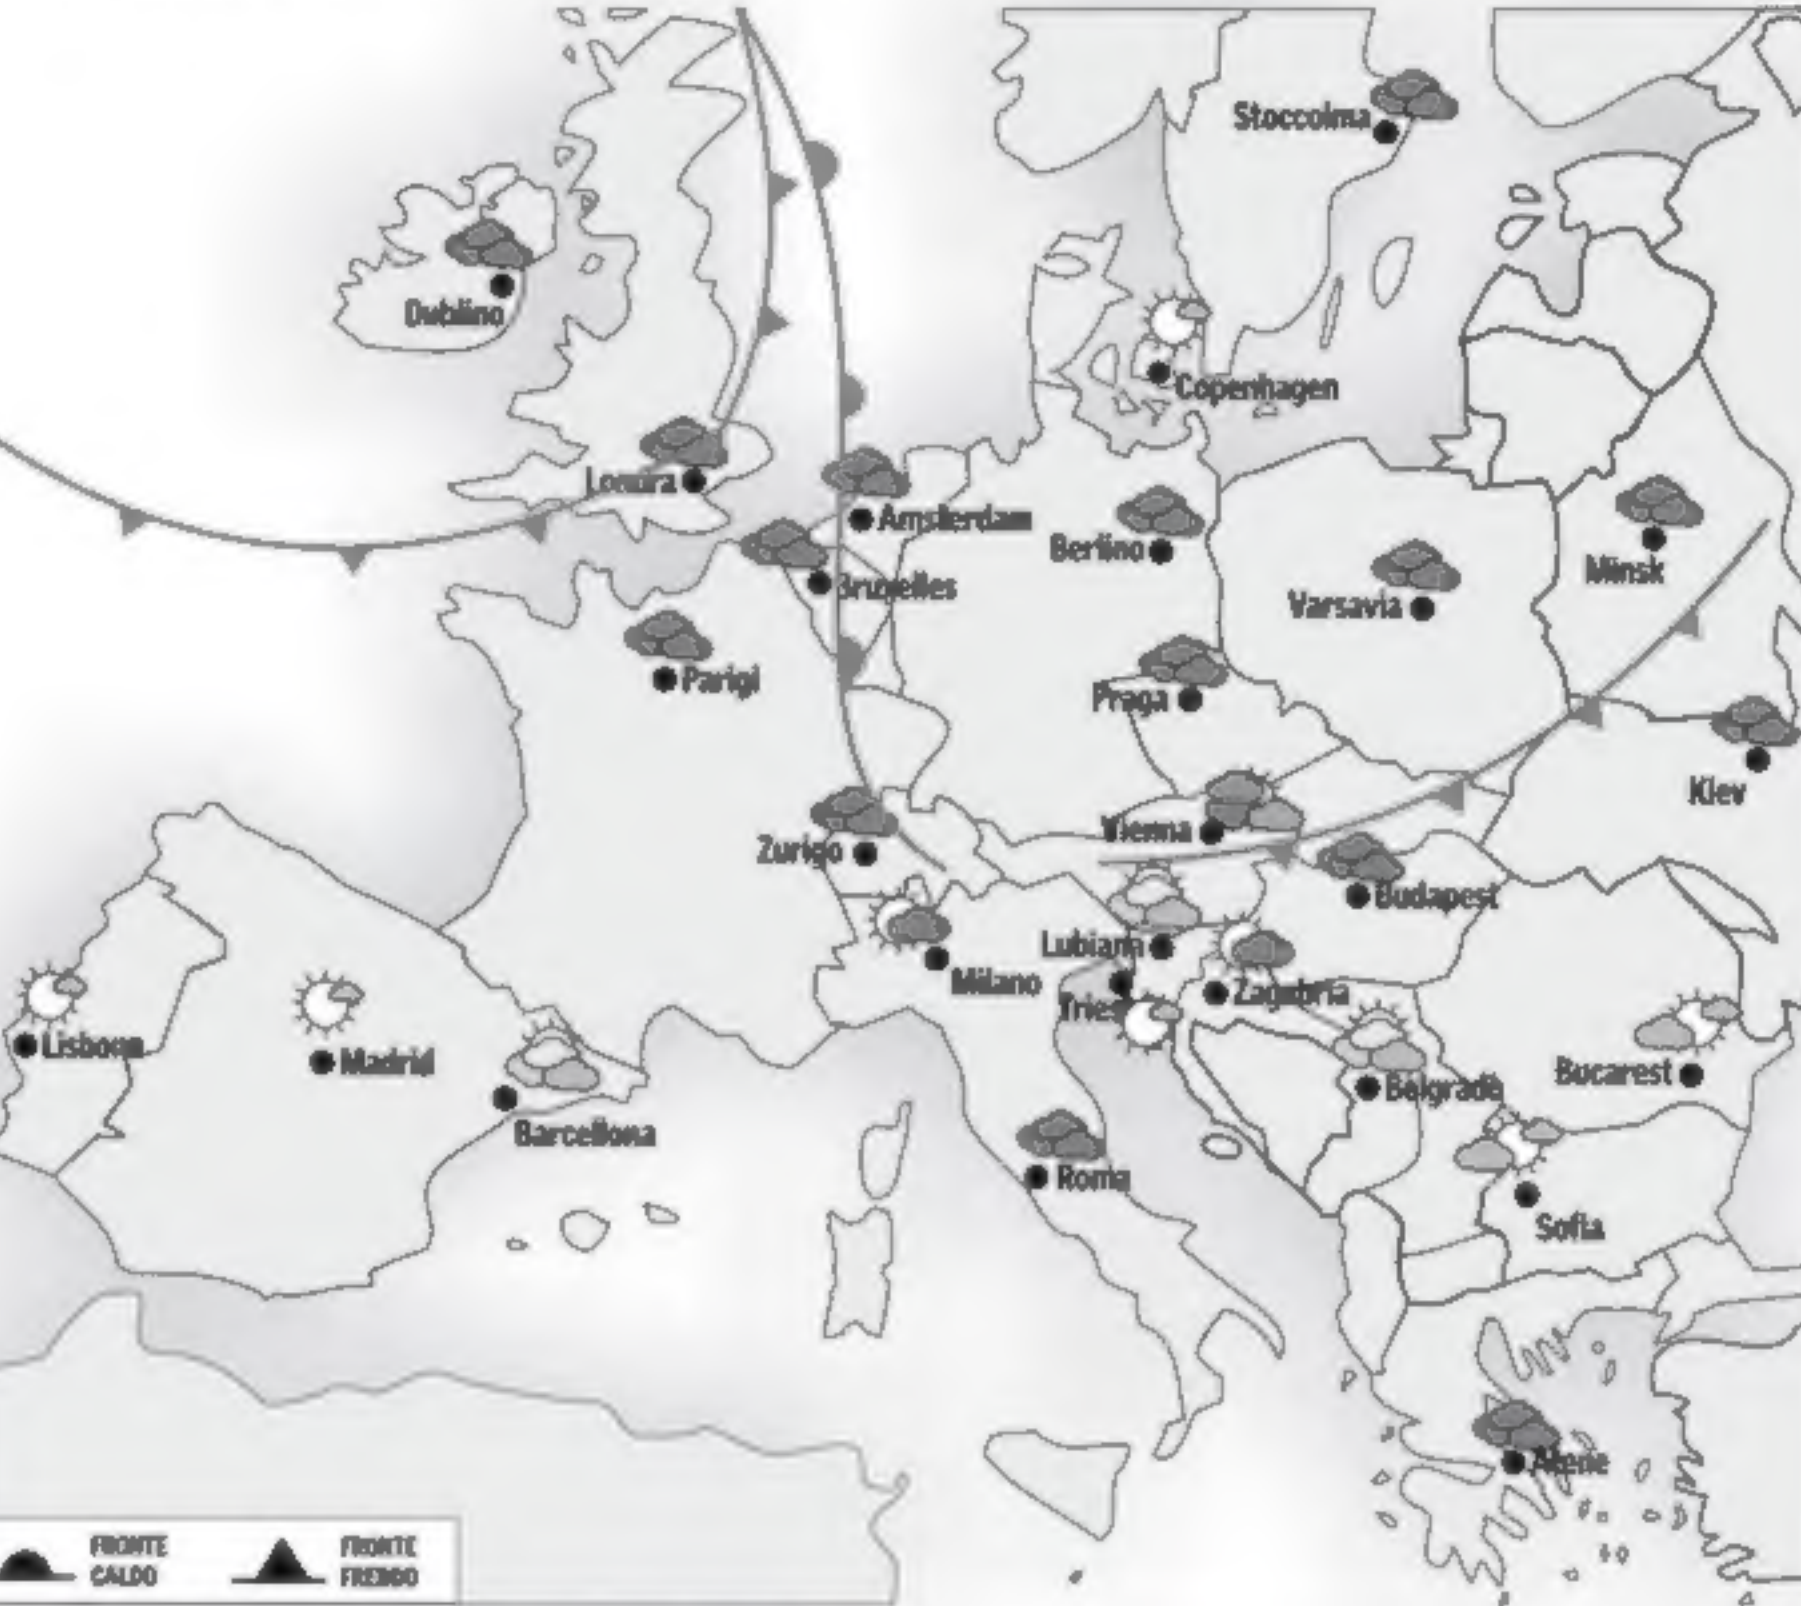 Stoccolma
Dublino
Copenhagen
Londra
Amsterdam
Berlino
Minsk
Bruxelles
Varsavia
Parigi
Praga
Kiev
Vienna
Zurigo
Budapest
Lubiana
Milano
Zagabria
Lisbona
Madrid
Bucarest
Belgrado
Barcellona
Roma
Sofia
Atene
FRONTE
CALDO
FRONTE
FREDDO